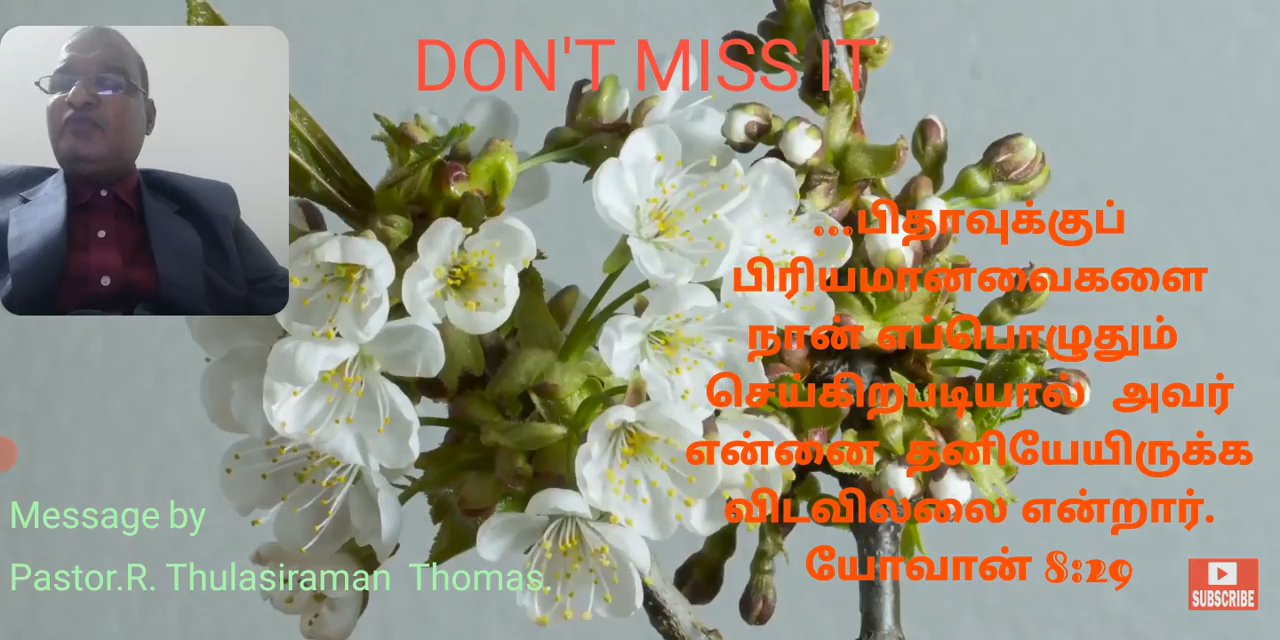 DON'T MISS IT
...பிதாவுக்குப்
பிரியமானவைகளை
நான் எப்பொழுதும்
செய்கிறபடியால் அவர்
என்னை தனியேயிருக்க
விடவில்லை என்றார்.
யோவான் 8:29
Message by
Pastor.R. Thulasiraman Thomas.
SUBSCRIBE